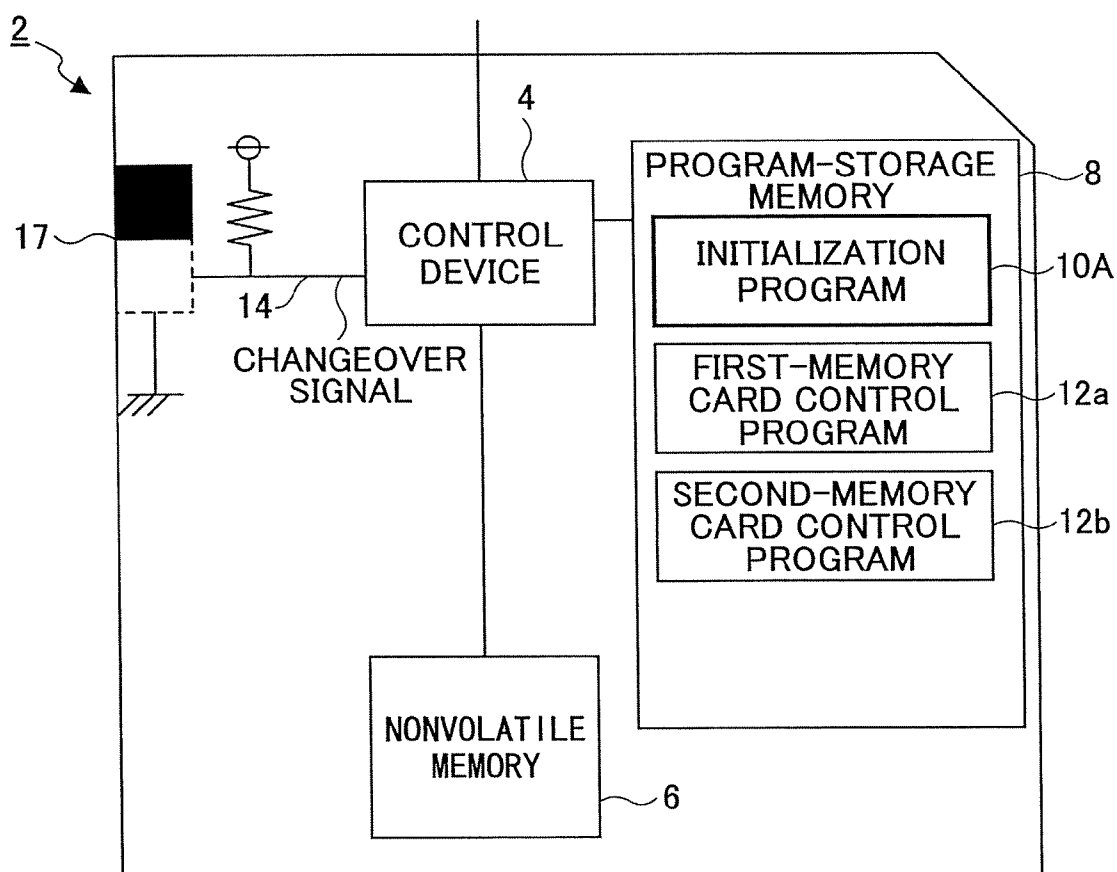 2
4
PROGRAM-STORAGE
MEMORY
8
17
CONTROL
DEVICE
INITIALIZATION
PROGRAM
10A
14
CHANGEOVER
SIGNAL
FIRST-MEMORY
CARD CONTROL
PROGRAM
12a
SECOND-MEMORY
CARD CONTROL
PROGRAM
12b
NONVOLATILE
MEMORY
6